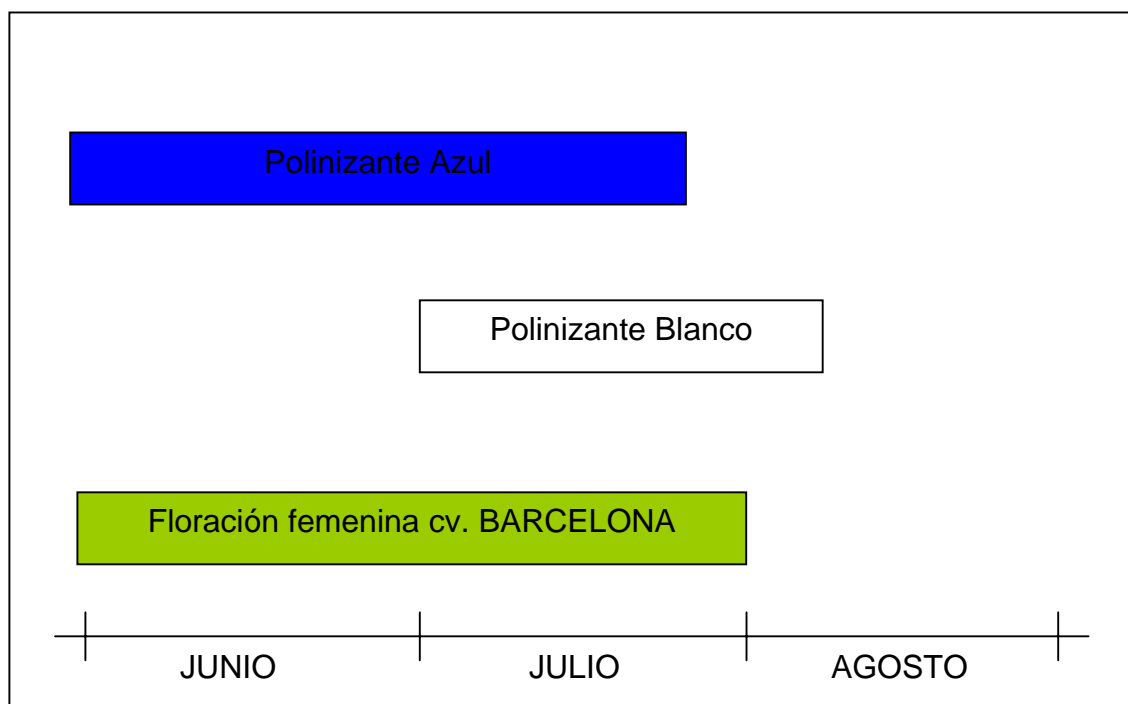 Polinizante Azul
Polinizante Blanco
Floración femenina cv. BARCELONA
JUNIO JULIO AGOSTO